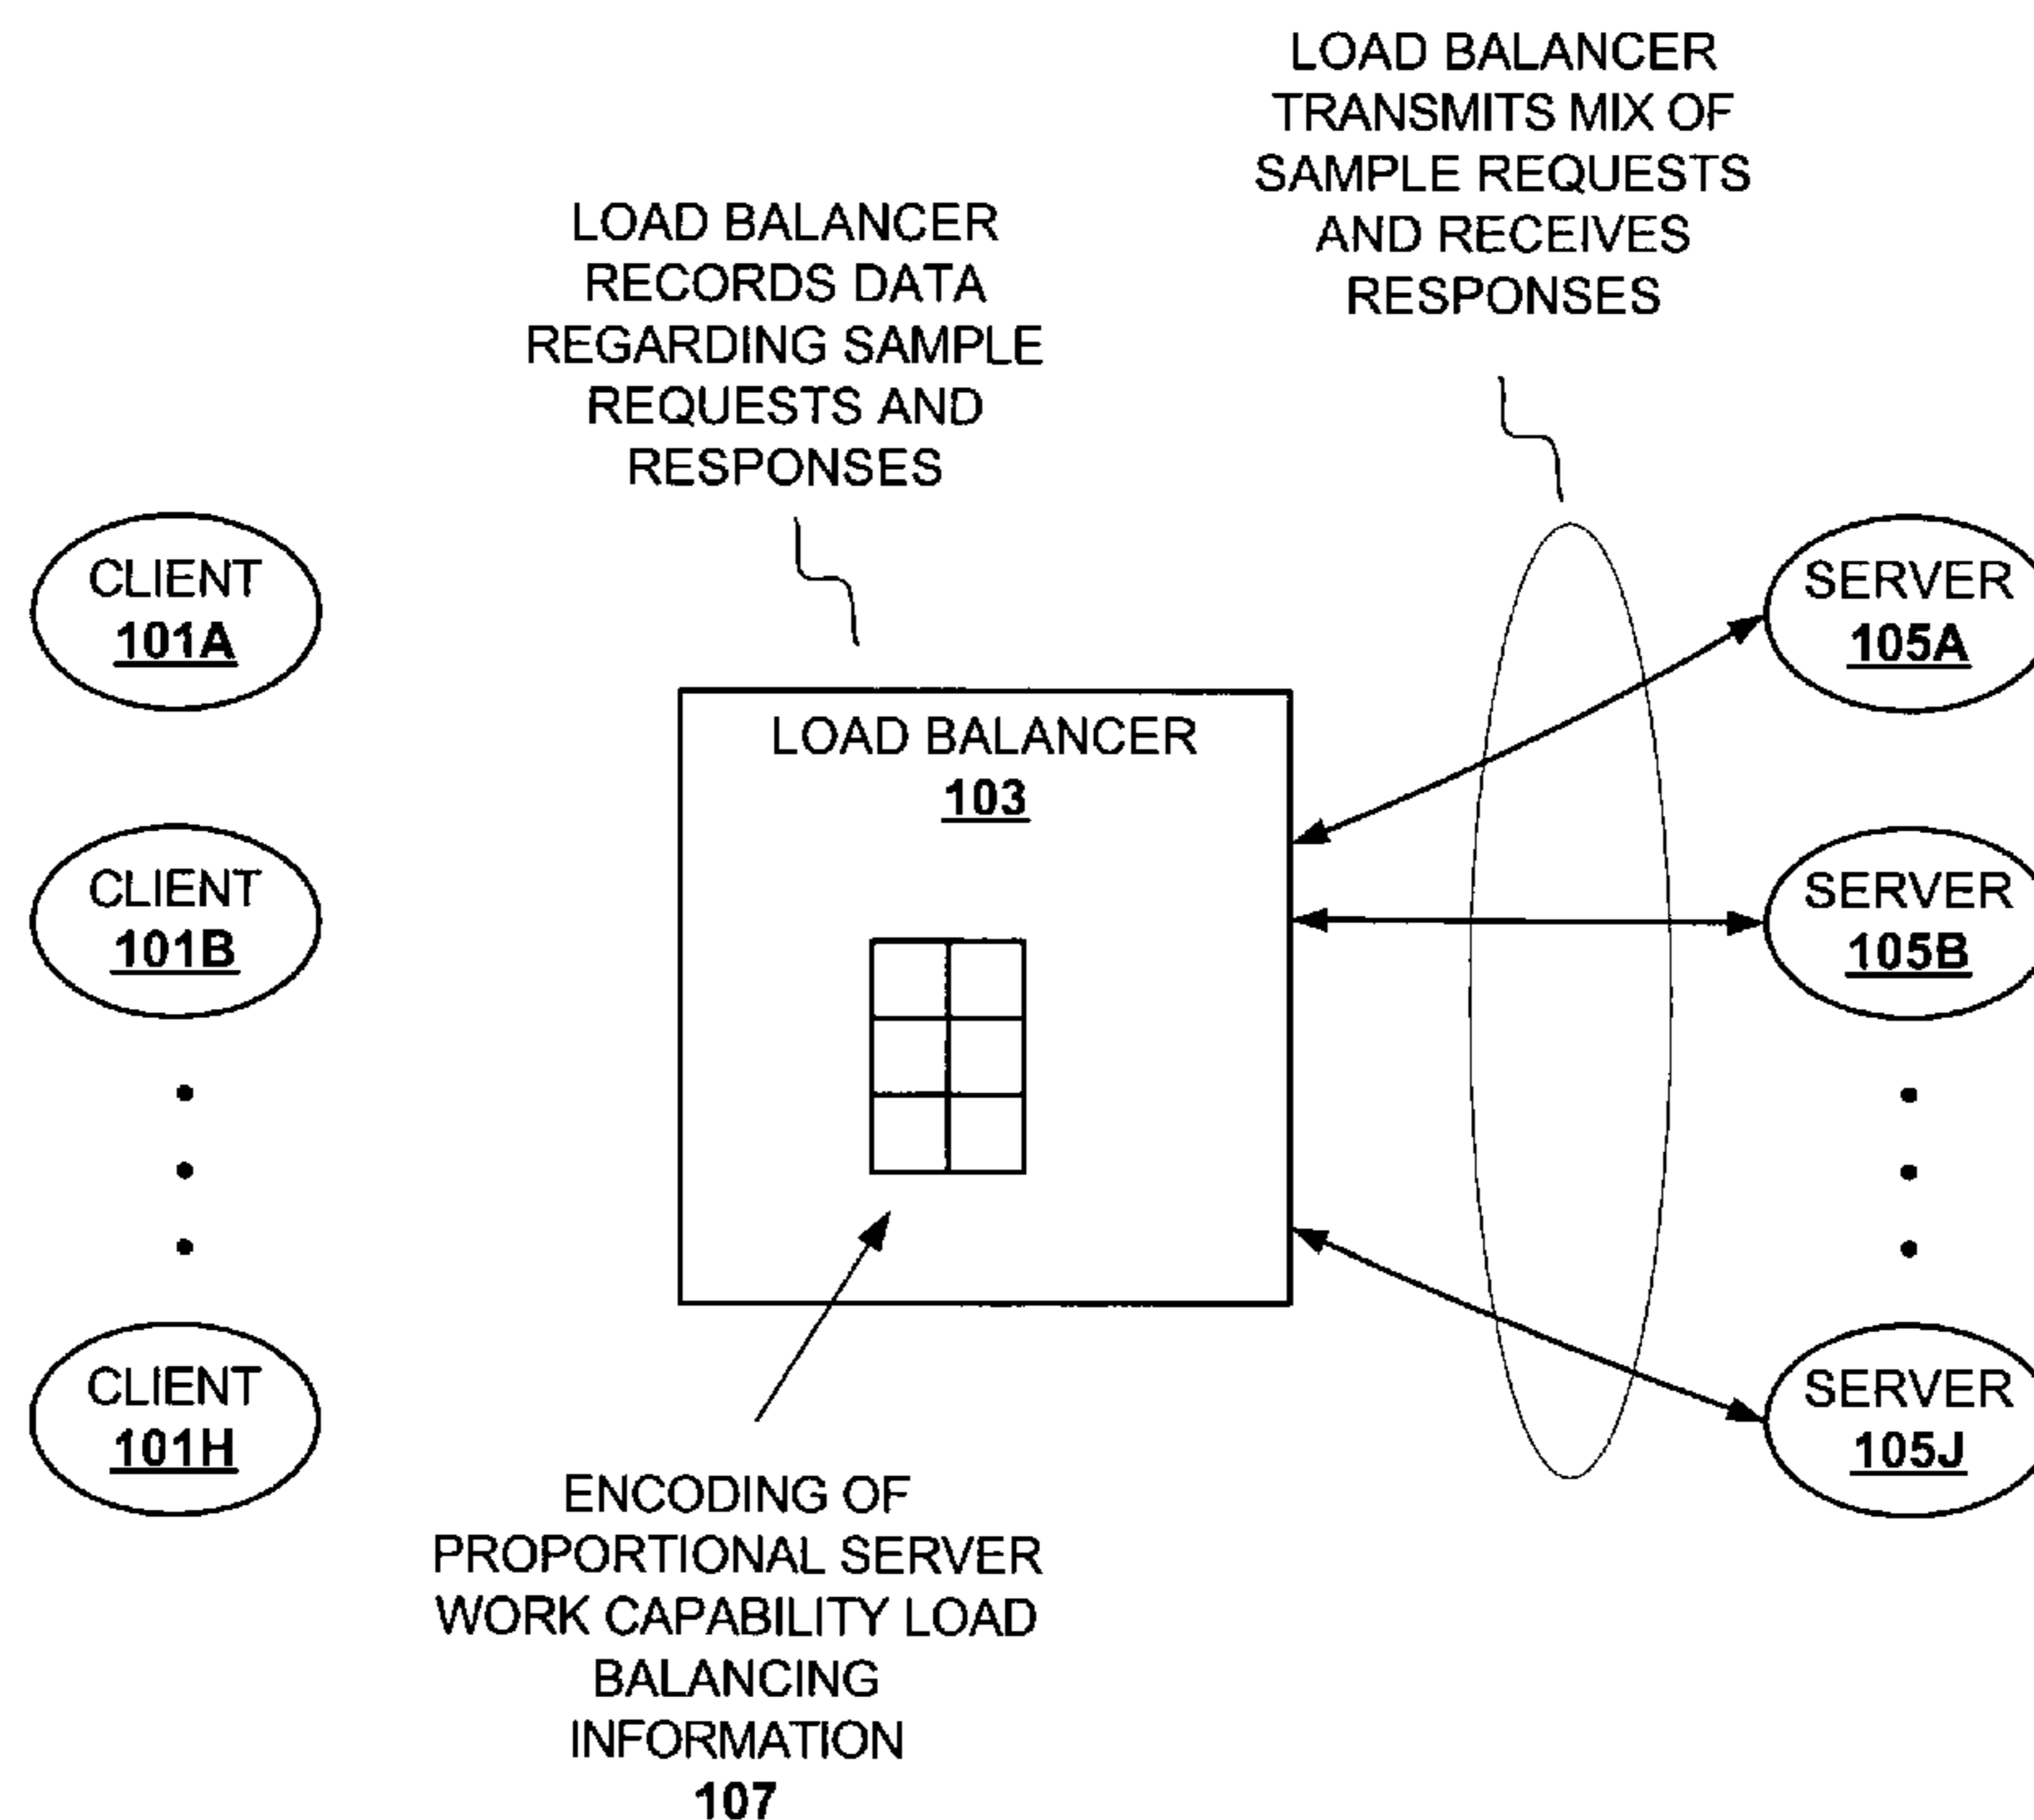 LOAD BALANCER
TRANSMITS MIX OF
SAMPLE REQUESTS
AND RECEIVES
RESPONSES
LOAD BALANCER
RECORDS DATA
REGARDING SAMPLE
REQUESTS AND
RESPONSES
CLIENT
101A
CLIENT
101B
CLIENT
101H
LOAD BALANCER
103
SERVER
105A
SERVER
105B
SERVER
105J
ENCODING OF
PROPORTIONAL SERVER
WORK CAPABILITY LOAD
BALANCING
INFORMATION
107